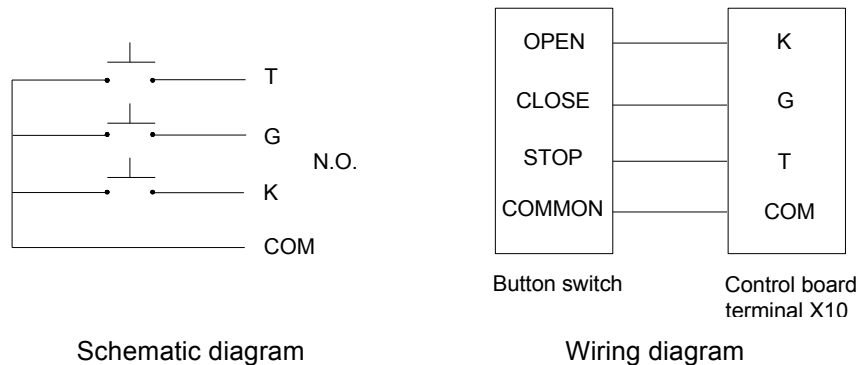 T
G
N.O.
K
COM
Schematic diagram
OPEN K
CLOSE G
STOP T
COMMON COM
Button switch
Control board
terminal X10
Wiring diagram